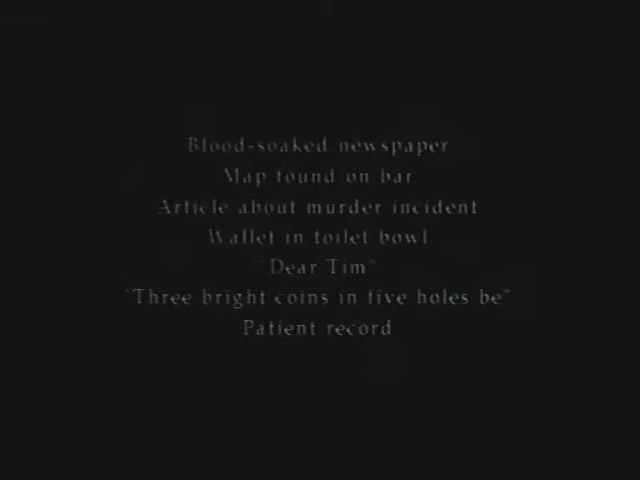 Blood-soaked newspaper
Map found on bar
Article about murder incident
Wallet in toilet bowl
"Dear Tim"
"Three bright coins in five holes be"
Patient record